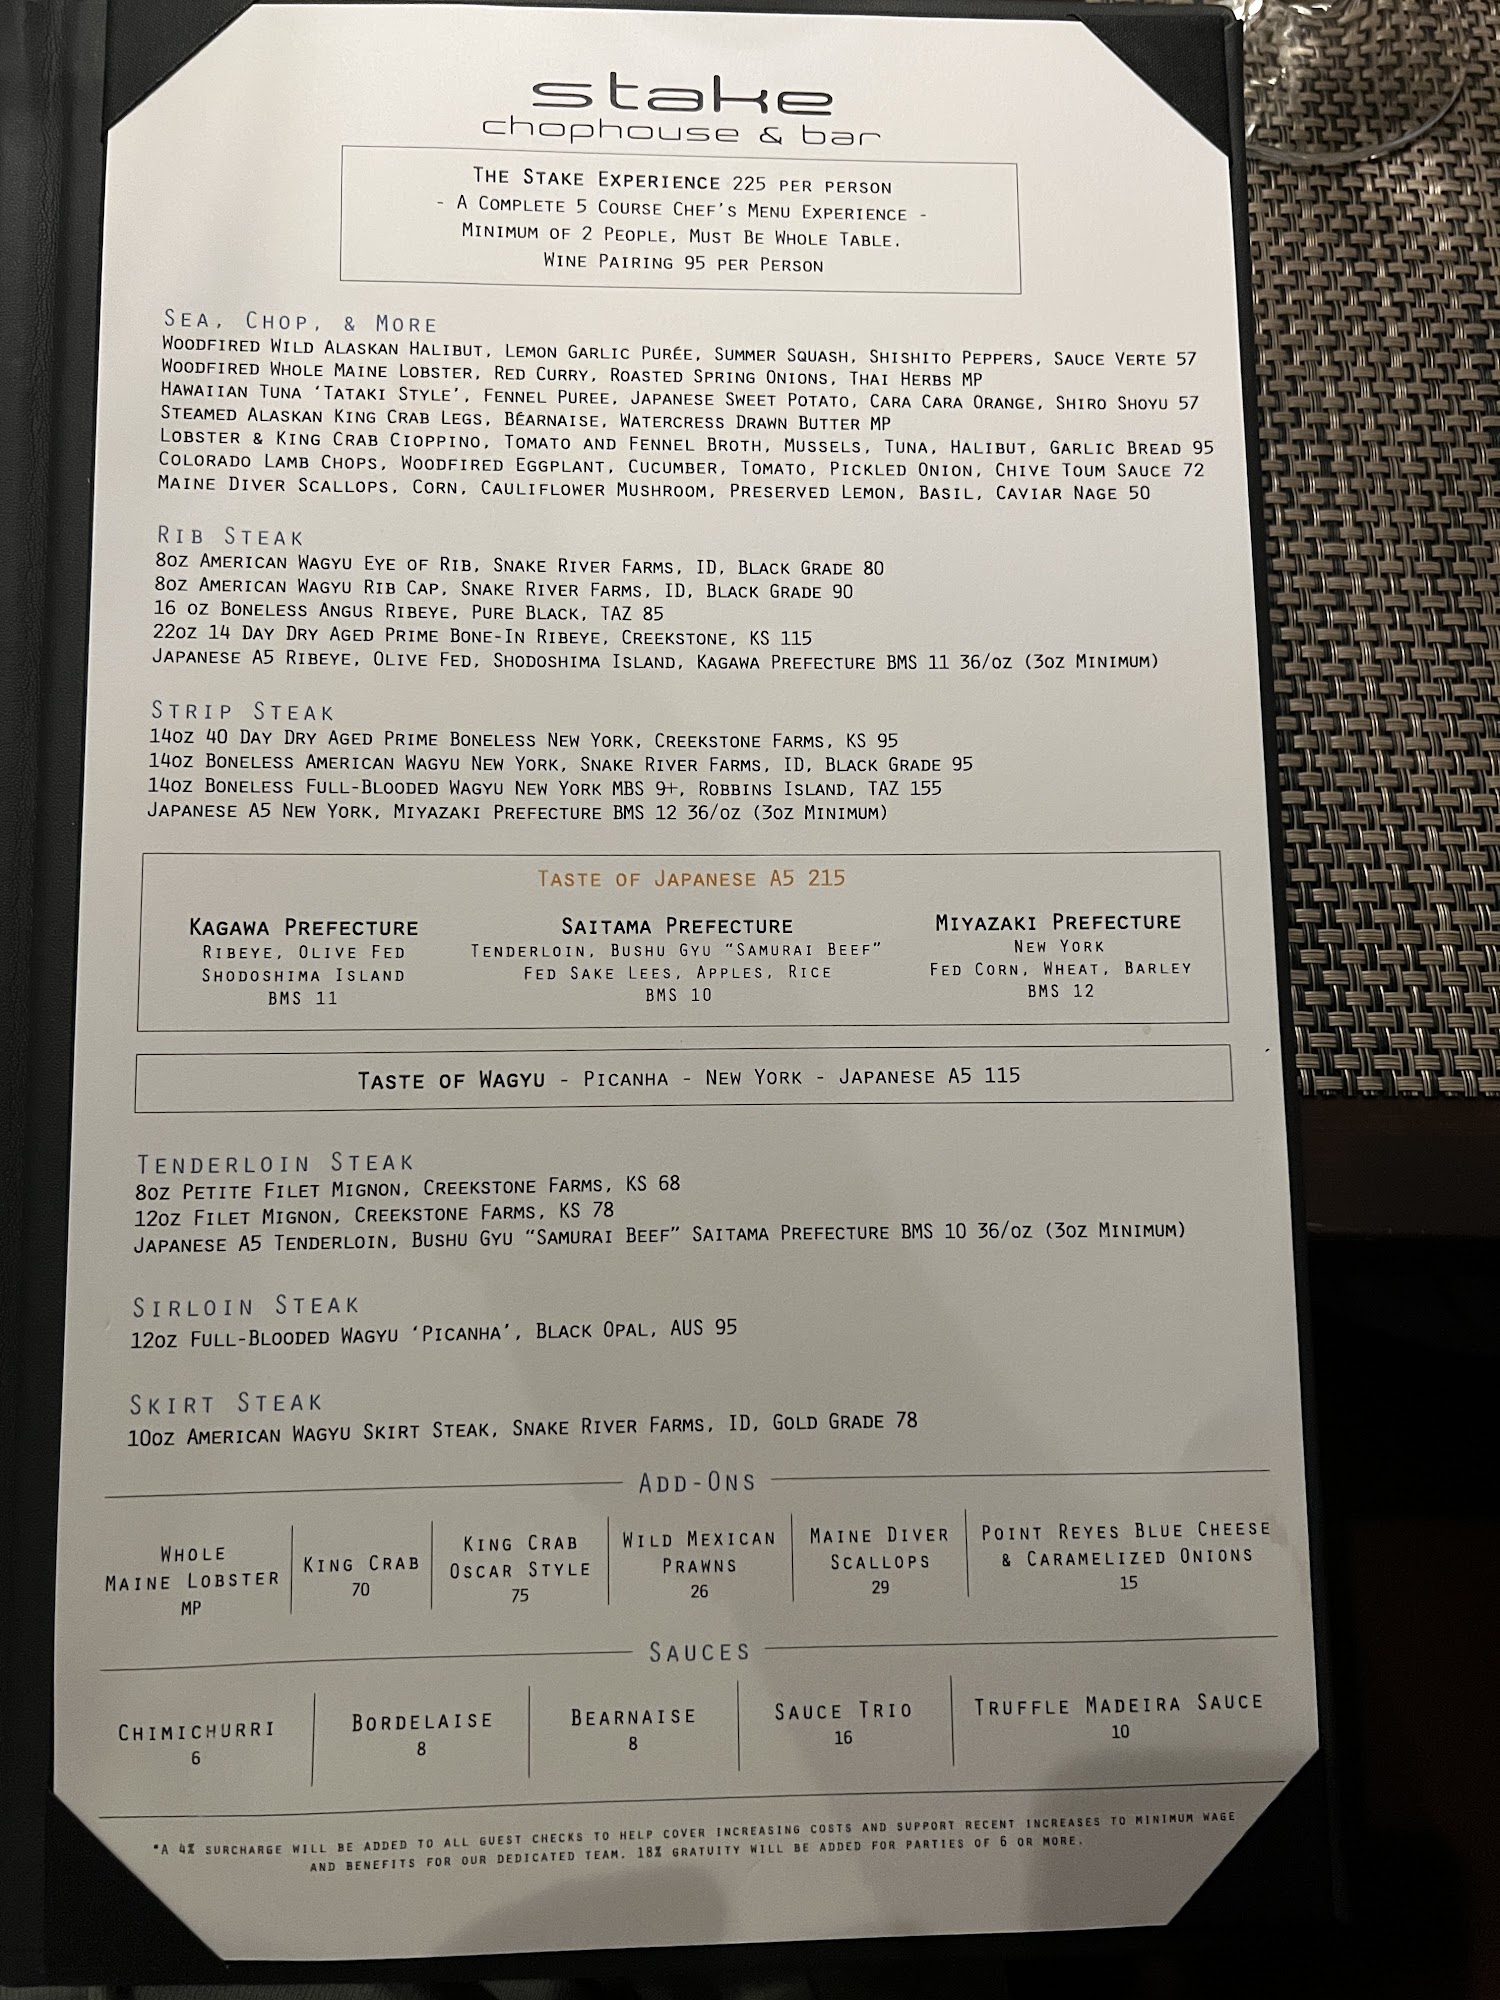 stake
chophouse & bar
The Stake Experience 225 per person
- A Complete 5 Course Chef's Menu Experience -
Minimum of 2 People, Must Be Whole Table.
Wine Pairing 95 per Person
Sea, Chop, & More
Woodfired Wild Alaskan Halibut, Lemon Garlic Purée, Summer Squash, Shishito Peppers, Sauce Verte 57
Woodfired Whole Maine Lobster, Red Curry, Roasted Spring Onions, Thai Herbs MP
Hawaiian Tuna 'Tataki Style', Fennel Puree, Japanese Sweet Potato, Cara Cara Orange, Shiro Shoyu 57
Steamed Alaskan King Crab Legs, Béarnaise, Watercress Drawn Butter MP
Lobster & King Crab Cioppino, Tomato and Fennel Broth, Mussels, Tuna, Halibut, Garlic Bread 95
Colorado Lamb Chops, Woodfired Eggplant, Cucumber, Tomato, Pickled Onion, Chive Toum Sauce 72
Maine Diver Scallops, Corn, Cauliflower Mushroom, Preserved Lemon, Basil, Caviar Nage 50
Rib Steak
8oz American Wagyu Eye of Rib, Snake River Farms, ID, Black Grade 80
8oz American Wagyu Rib Cap, Snake River Farms, ID, Black Grade 90
16 oz Boneless Angus Ribeye, Pure Black, TAZ 85
22oz 14 Day Dry Aged Prime Bone-In Ribeye, Creekstone, KS 115
Japanese A5 Ribeye, Olive Fed, Shodoshima Island, Kagawa Prefecture BMS 11 36/oz (3oz Minimum)
Strip Steak
14oz 40 Day Dry Aged Prime Boneless New York, Creekstone Farms, KS 95
14oz Boneless American Wagyu New York, Snake River Farms, ID, Black Grade 95
14oz Boneless Full-Blooded Wagyu New York MBS 9+, Robbins Island, TAZ 155
Japanese A5 New York, Miyazaki Prefecture BMS 12 36/oz (3oz Minimum)
Taste of Japanese A5 215
Kagawa Prefecture
Ribeye, Olive Fed
Shodoshima Island
BMS 11
Saitama Prefecture
Tenderloin, Bushu Gyu "Samurai Beef"
Fed Sake Lees, Apples, Rice
BMS 10
Miyazaki Prefecture
New York
Fed Corn, Wheat, Barley
BMS 12
Taste of Wagyu - Picanha - New York - Japanese A5 115
Tenderloin Steak
8oz Petite Filet Mignon, Creekstone Farms, KS 68
12oz Filet Mignon, Creekstone Farms, KS 78
Japanese A5 Tenderloin, Bushu Gyu "Samurai Beef" Saitama Prefecture BMS 10 36/oz (3oz Minimum)
Sirloin Steak
12oz Full-Blooded Wagyu 'Picanha', Black Opal, AUS 95
Skirt Steak
10oz American Wagyu Skirt Steak, Snake River Farms, ID, Gold Grade 78
Add-Ons
Whole
Maine Lobster
MP
King Crab
70
King Crab
Oscar Style
75
Wild Mexican
Prawns
26
Maine Diver
Scallops
29
Point Reyes Blue Cheese
& Caramelized Onions
15
Sauces
Chimichurri
6
Bordelaise
8
Bearnaise
8
Sauce Trio
16
Truffle Madeira Sauce
10
*A 4% surcharge will be added to all guest checks to help cover increasing costs and support recent increases to minimum wage
and benefits for our dedicated team. 18% gratuity will be added for parties of 6 or more.